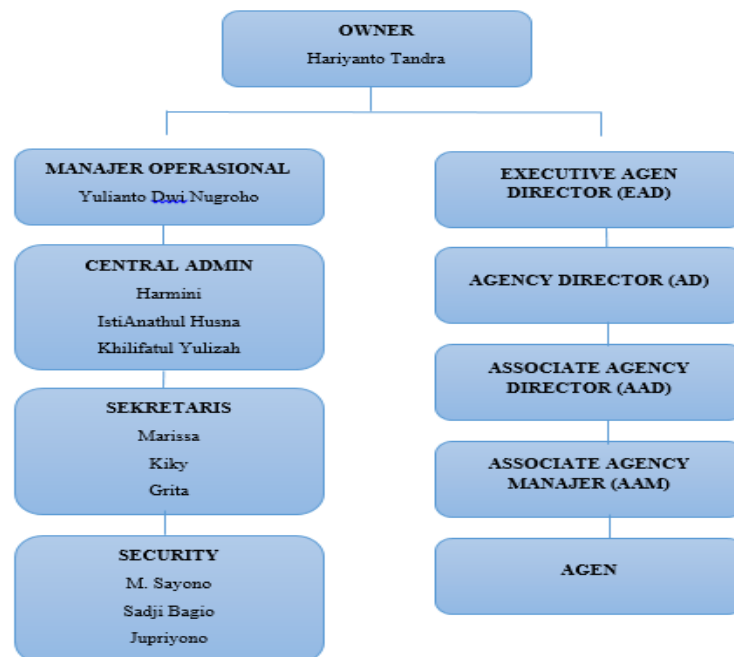 OWNER
Hariyanto Tandra
MANAJER OPERASIONAL
Yulianto Dwi Nugroho
CENTRAL ADMIN
Harmini
IstiAnathul Husna
Khilifatul Yulizah
SEKRETARIS
Marissa
Kiky
Grita
SECURITY
M. Sayono
Sadji Bagio
Jupriyono
EXECUTIVE AGEN
DIRECTOR (EAD)
AGENCY DIRECTOR (AD)
ASSOCIATE AGENCY
DIRECTOR (AAD)
ASSOCIATE AGENCY
MANAJER (AAM)
AGEN